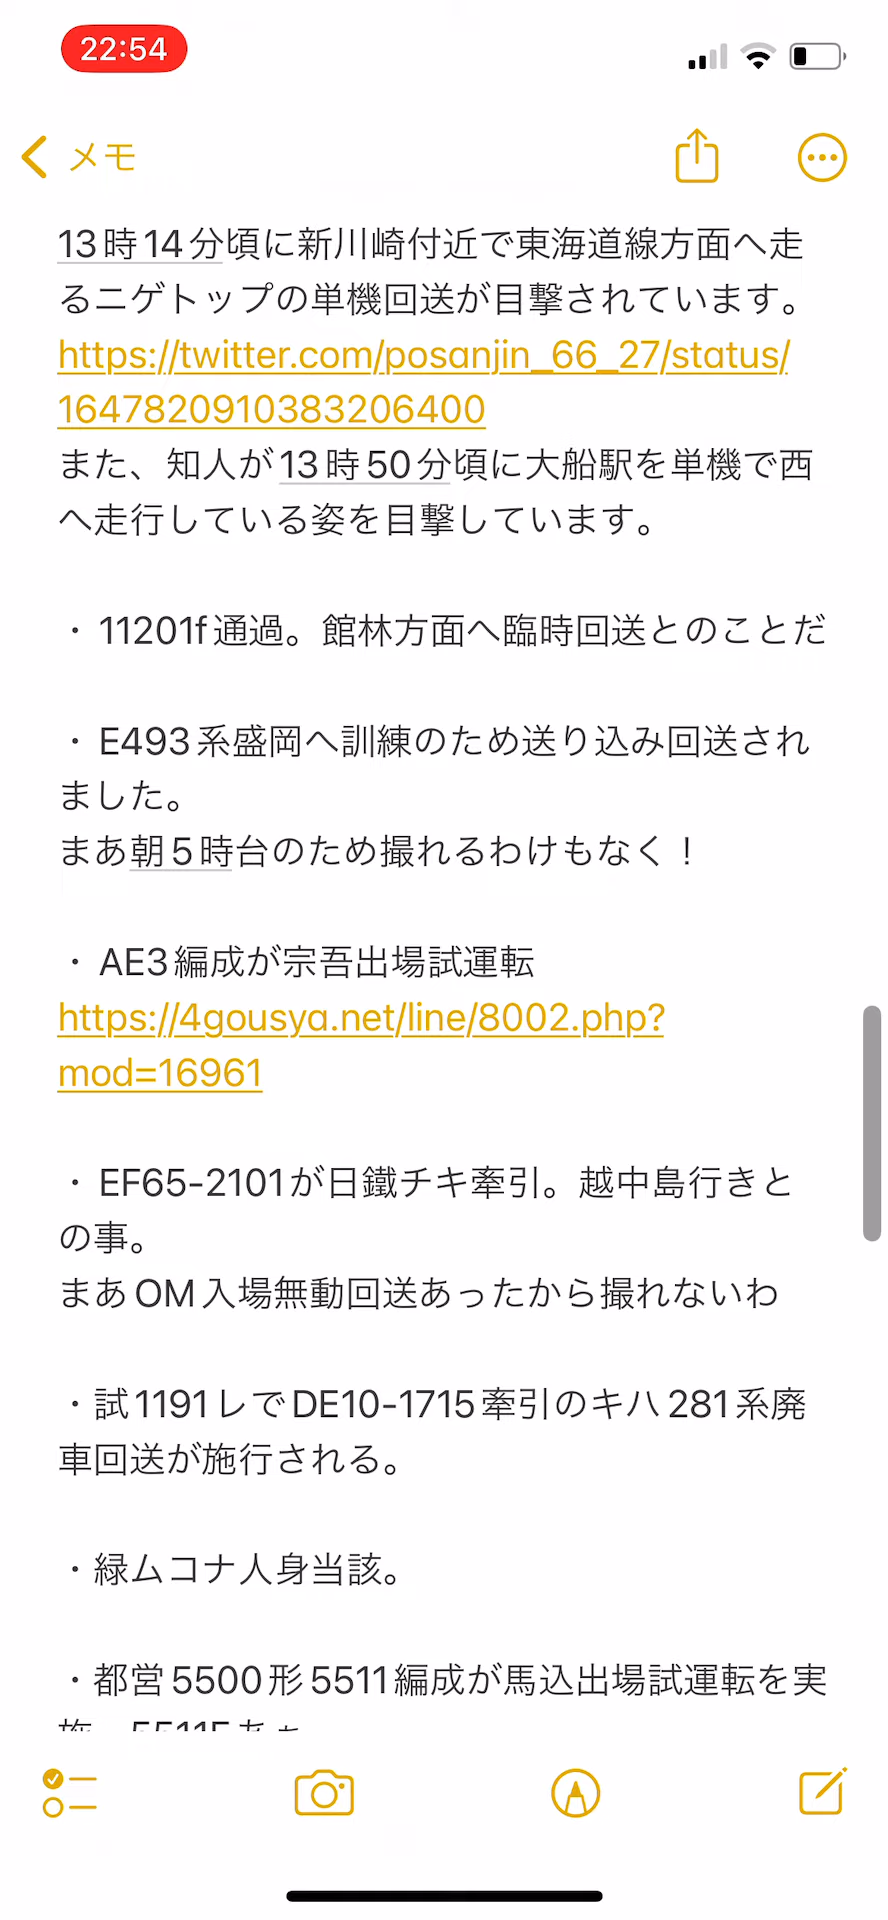 22:54
メモ
13時14分頃に新川崎付近で東海道線方面へ走
るニゲトップの単機回送が目撃されています。
https://twitter.com/posanjin_66_27/status/
1647820910383206400
また、知人が13時50分頃に大船駅を単機で西
へ走行している姿を目撃しています。
・11201f通過。館林方面へ臨時回送とのことだ
・E493系盛岡へ訓練のため送り込み回送され
ました。
まあ朝5時台のため撮れるわけもなく！
・AE3編成が宗吾出場試運転
https://4gousya.net/line/8002.php?
mod=16961
・EF65-2101が日鐵チキ牽引。越中島行きと
の事。
まあOM入場無動回送あったから撮れないわ
・試1191レでDE10-1715牽引のキハ281系廃
車回送が施行される。
・緑ムコナ人身当該。
・都営5500形5511編成が馬込出場試運転を実